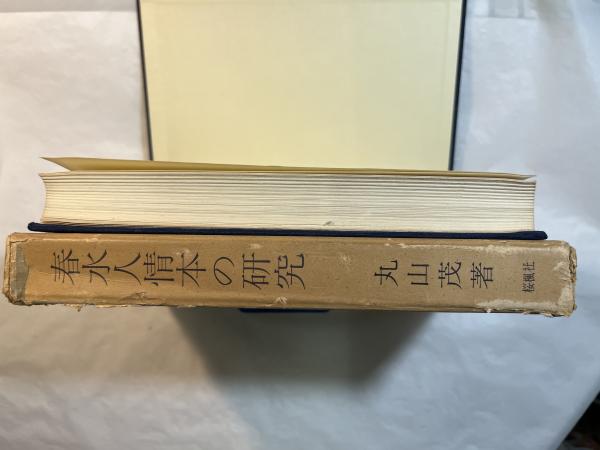 春水人情本の研究
丸山茂著
桜楓社